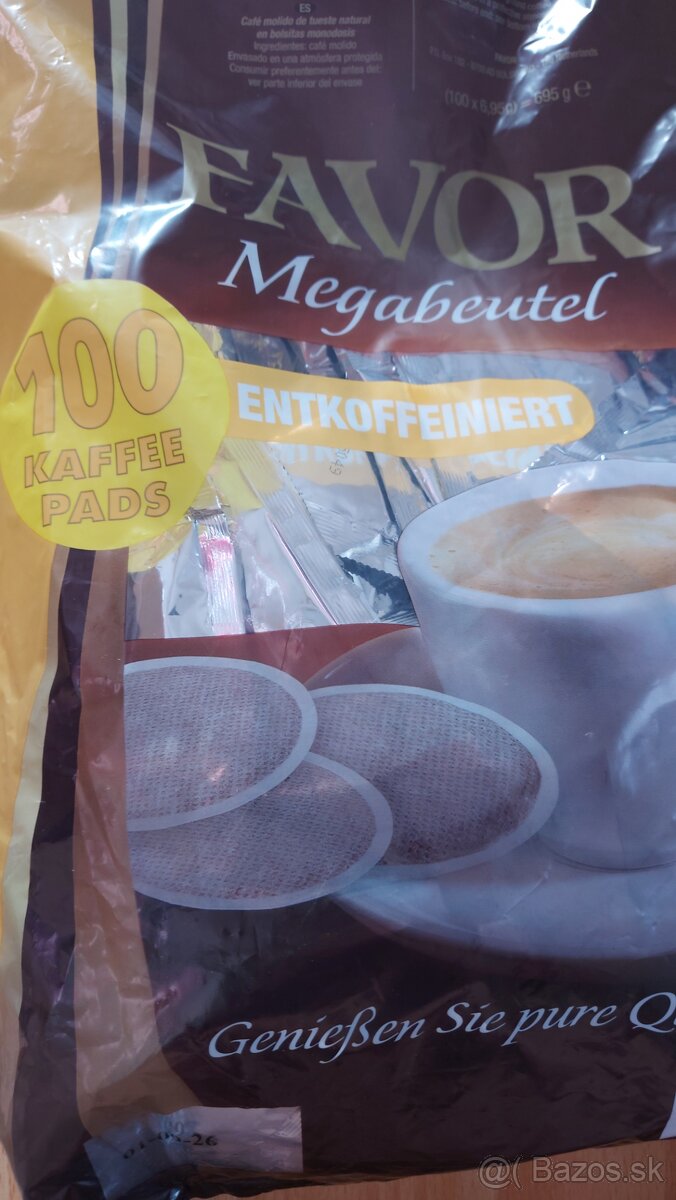 ES
Café molido de tueste natural
en bolsitas monodosis
Ingredientes: café molido
Envasado en una atmósfera protegida
Consumir preferentemente antes del:
ver parte inferior del envase
(100 x 6,95g) = 695 g ℮
FAVOR
Megabeutel
100
KAFFEE
PADS
ENTKOFFEINIERT
Genießen Sie pure
@( Bazos.sk